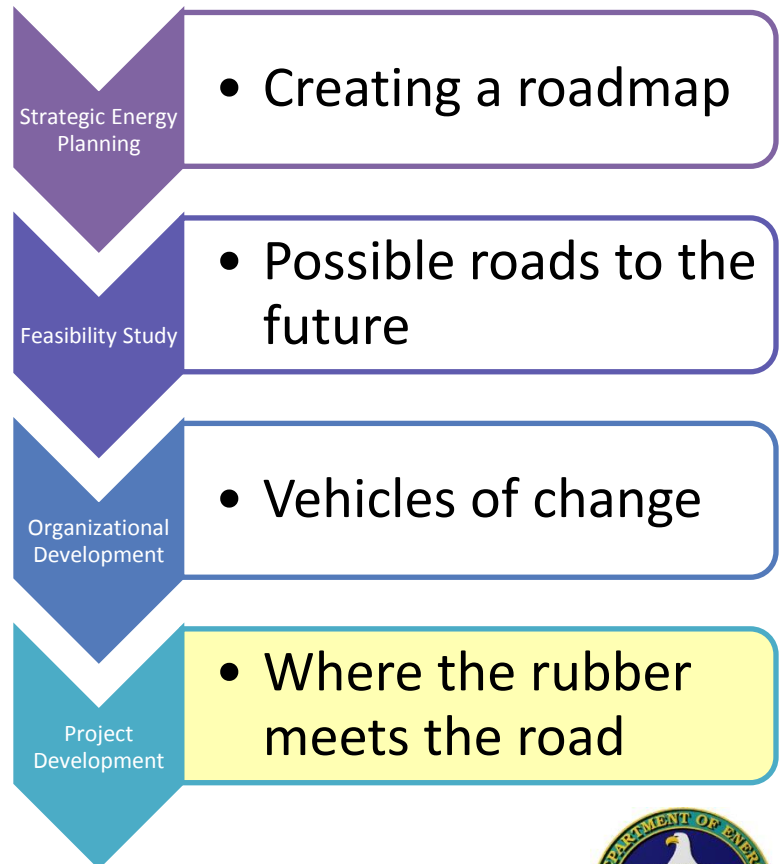 Strategic Energy
Planning
• Creating a roadmap
Feasibility Study
• Possible roads to the
future
Organizational
Development
• Vehicles of change
Project
Development
• Where the rubber
meets the road